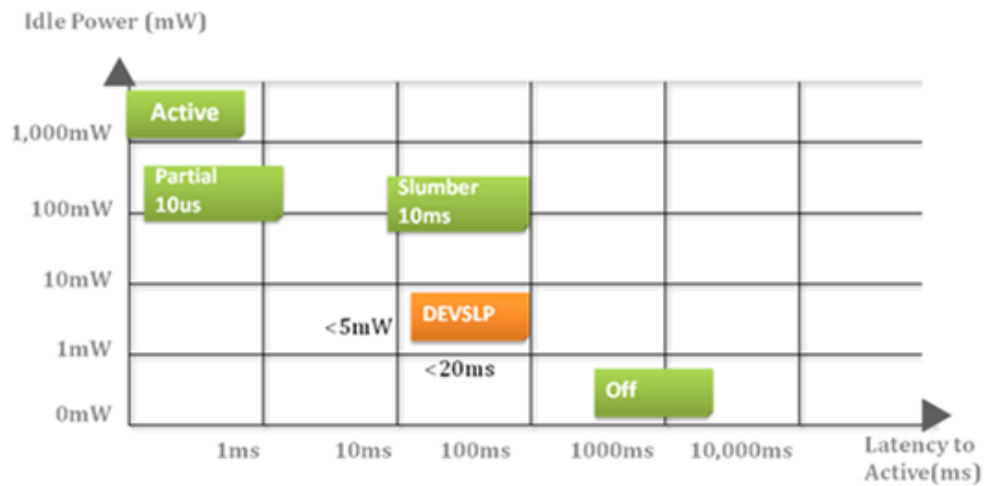 Idle Power (mW)
Active
1,000mW
Partial
10us
Slumber
10ms
100mW
10mW
DEVSLP
<5mW
1mW
<20ms
Off
0mW
1ms
10ms
100ms
1000ms
10,000ms
Latency to
Active(ms)